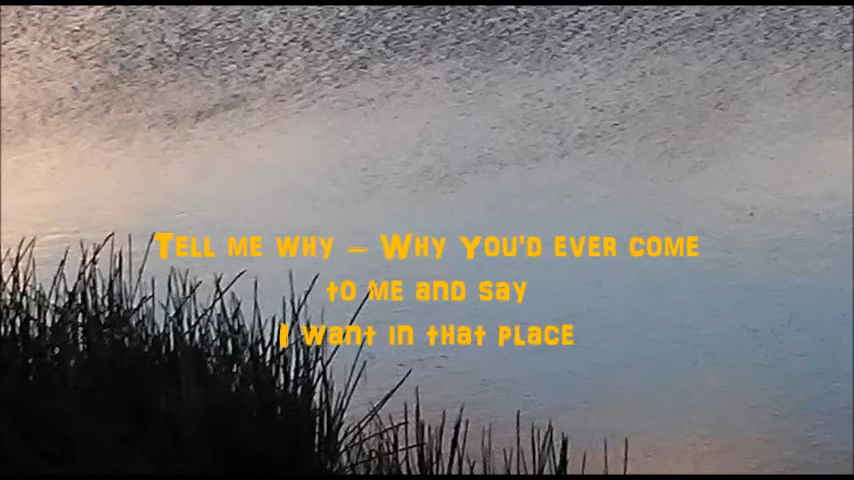 Tell me why – Why You'd ever come
to me and say
I want in that place